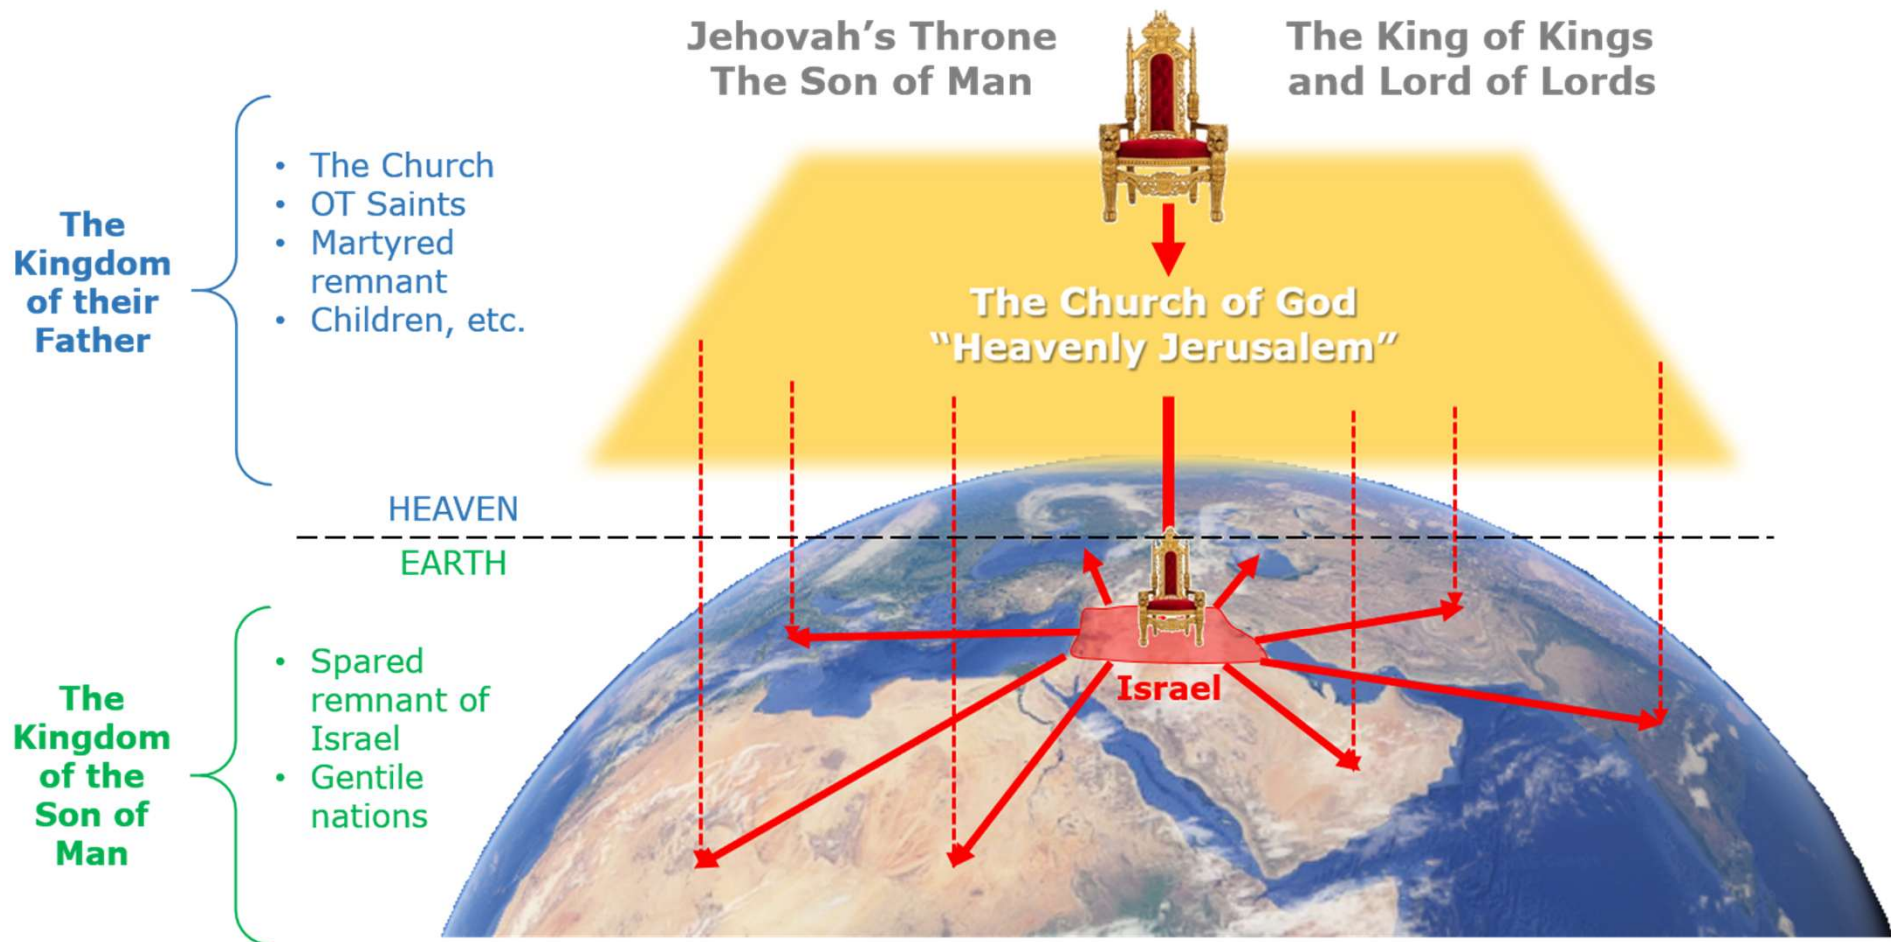 Jehovah’s Throne
The Son of Man
The King of Kings
and Lord of Lords
The
Kingdom
of their
Father
• The Church
• OT Saints
• Martyred
remnant
• Children, etc.
The Church of God
“Heavenly Jerusalem”
HEAVEN
EARTH
The
Kingdom
of the
Son of
Man
• Spared
remnant of
Israel
• Gentile
nations
Israel